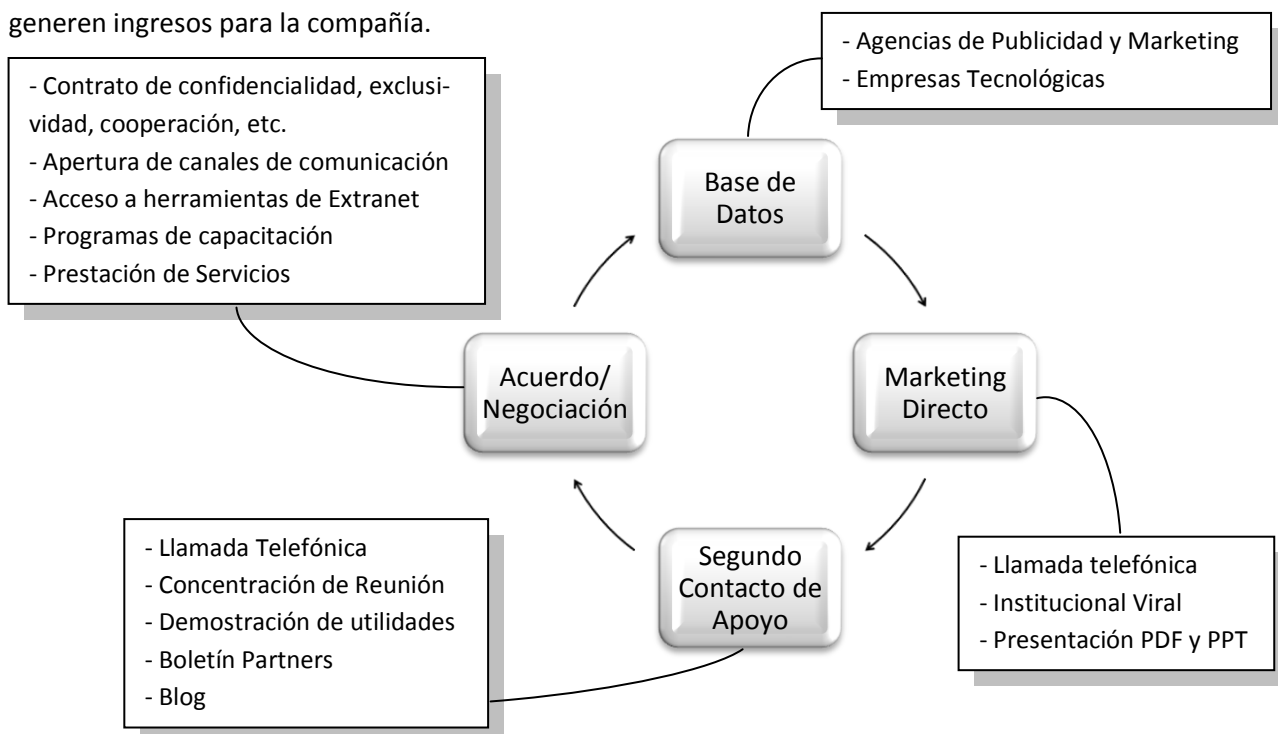 generen ingresos para la compañía.
- Agencias de Publicidad y Marketing
- Empresas Tecnológicas
- Contrato de confidencialidad, exclusi-
vidad, cooperación, etc.
- Apertura de canales de comunicación
- Acceso a herramientas de Extranet
- Programas de capacitación
- Prestación de Servicios
Base de
Datos
Acuerdo/
Negociación
Marketing
Directo
Segundo
Contacto de
Apoyo
- Llamada Telefónica
- Concentración de Reunión
- Demostración de utilidades
- Boletín Partners
- Blog
- Llamada telefónica
- Institucional Viral
- Presentación PDF y PPT